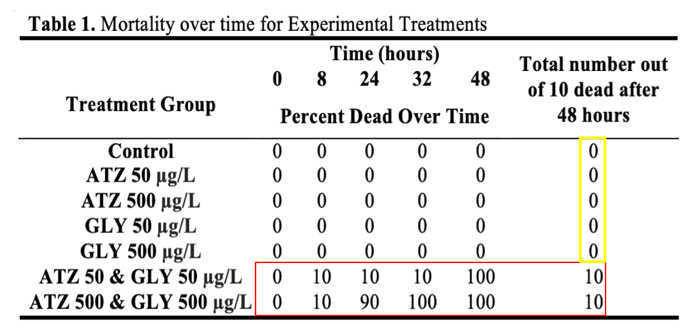 Table 1. Mortality over time for Experimental Treatments
Time (hours)
0 8 24 32 48
Treatment Group
Percent Dead Over Time
Total number out
of 10 dead after
48 hours
Control 0 0 0 0 0 0
ATZ 50 µg/L 0 0 0 0 0 0
ATZ 500 µg/L 0 0 0 0 0 0
GLY 50 µg/L 0 0 0 0 0 0
GLY 500 µg/L 0 0 0 0 0 0
ATZ 50 & GLY 50 µg/L 0 10 10 10 100 10
ATZ 500 & GLY 500 µg/L 0 10 90 100 100 10